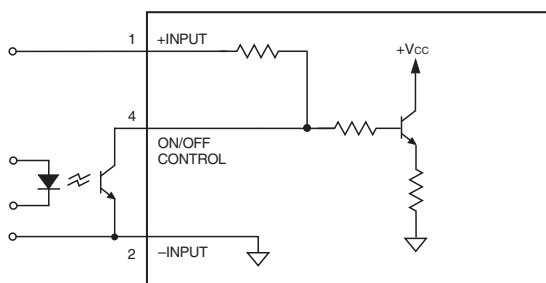 1 +INPUT
+VCC
4
ON/OFF
CONTROL
2 –INPUT